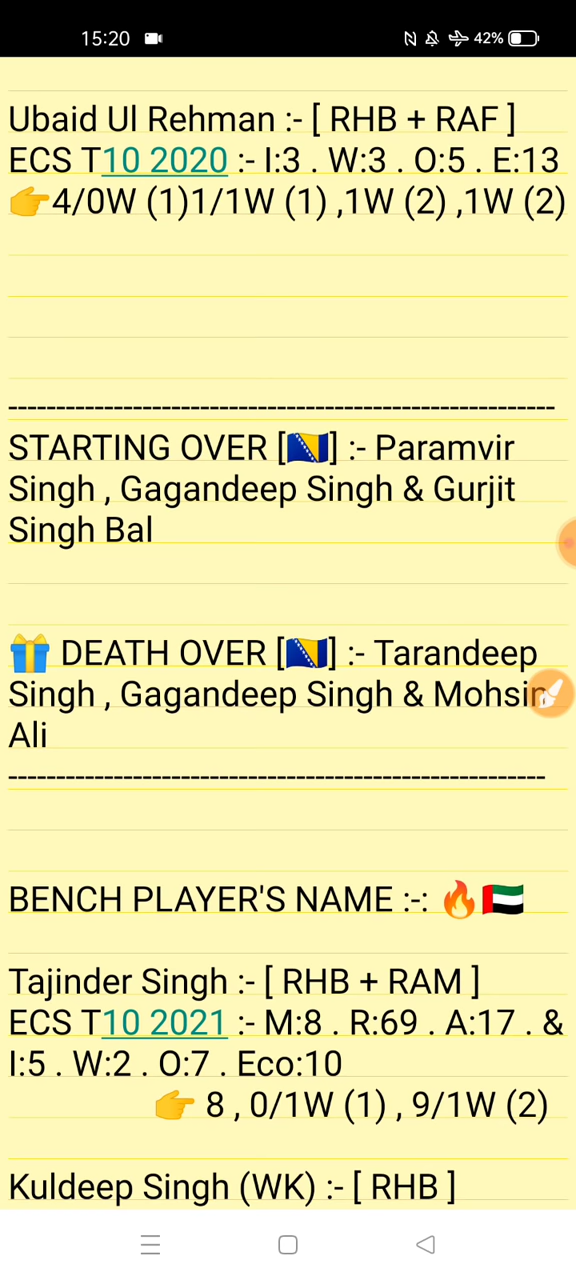 15:20 42%
Ubaid Ul Rehman :- [ RHB + RAF ]
ECS T10 2020 :- I:3 . W:3 . O:5 . E:13
👉4/0W (1)1/1W (1) ,1W (2) ,1W (2)
--------------------------------------------------------
STARTING OVER [🇧🇦] :- Paramvir
Singh , Gagandeep Singh & Gurjit
Singh Bal
🎁 DEATH OVER [🇧🇦] :- Tarandeep
Singh , Gagandeep Singh & Mohsin
Ali
-------------------------------------------------------
BENCH PLAYER'S NAME :-: 🔥🇦🇪
Tajinder Singh :- [ RHB + RAM ]
ECS T10 2021 :- M:8 . R:69 . A:17 . &
I:5 . W:2 . O:7 . Eco:10
👉 8 , 0/1W (1) , 9/1W (2)
Kuldeep Singh (WK) :- [ RHB ]